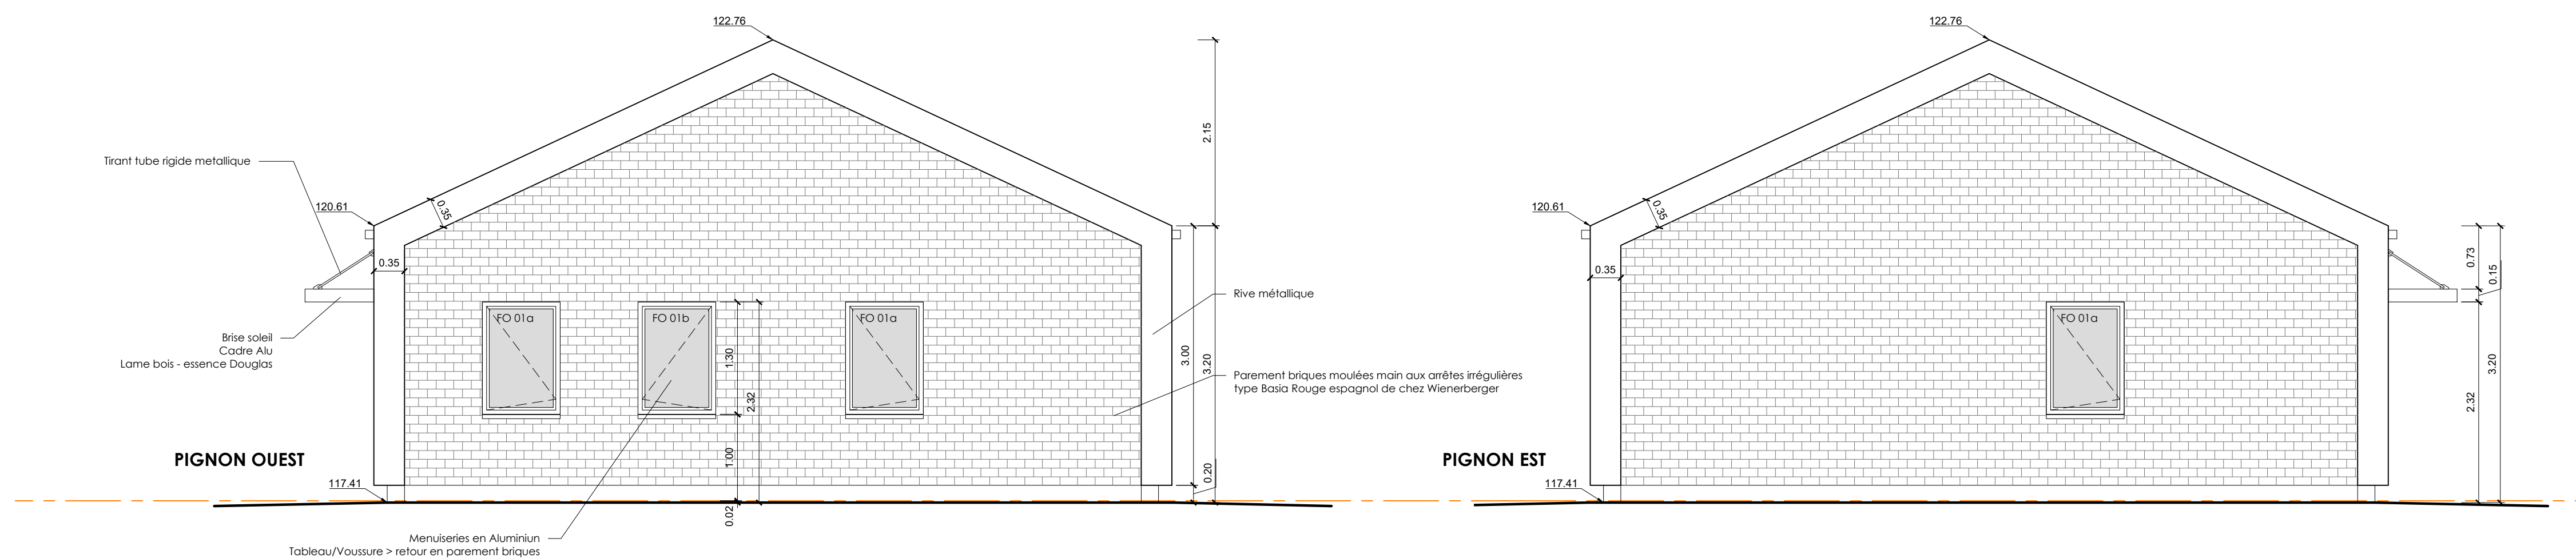 122.76
2.15
Tirant tube rigide metallique
120.61
0.35
0.35
Brise soleil
Cadre Alu
Lame bois - essence Douglas
FO 01a
FO 01b
FO 01a
1.30
2.32
1.00
0.02
Rive métallique
3.00
3.20
0.20
Parement briques moulées main aux arrêtes irrégulières
type Basia Rouge espagnol de chez Wienerberger
PIGNON OUEST
117.41
Menuiseries en Aluminiun
Tableau/Voussure > retour en parement briques
122.76
120.61
0.35
0.35
FO 01a
0.73
0.15
3.20
2.32
PIGNON EST
117.41